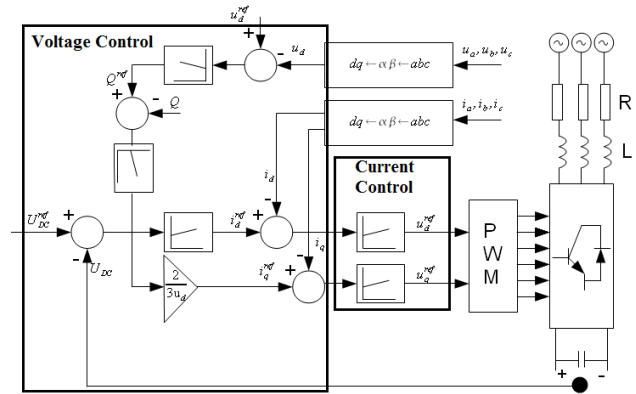 Voltage Control
u_d^ref
+
-
u_d
dq ← αβ ← abc
u_a, u_b, u_c
Q^ref
+
-
Q
dq ← αβ ← abc
i_a, i_b, i_c
R
L
i_d
Current
Control
U_DC^ref
+
-
U_DC
i_d^ref
+
-
i_q
u_d^ref
P
W
M
2
3u_d
i_q^ref
+
-
u_q^ref
+
-